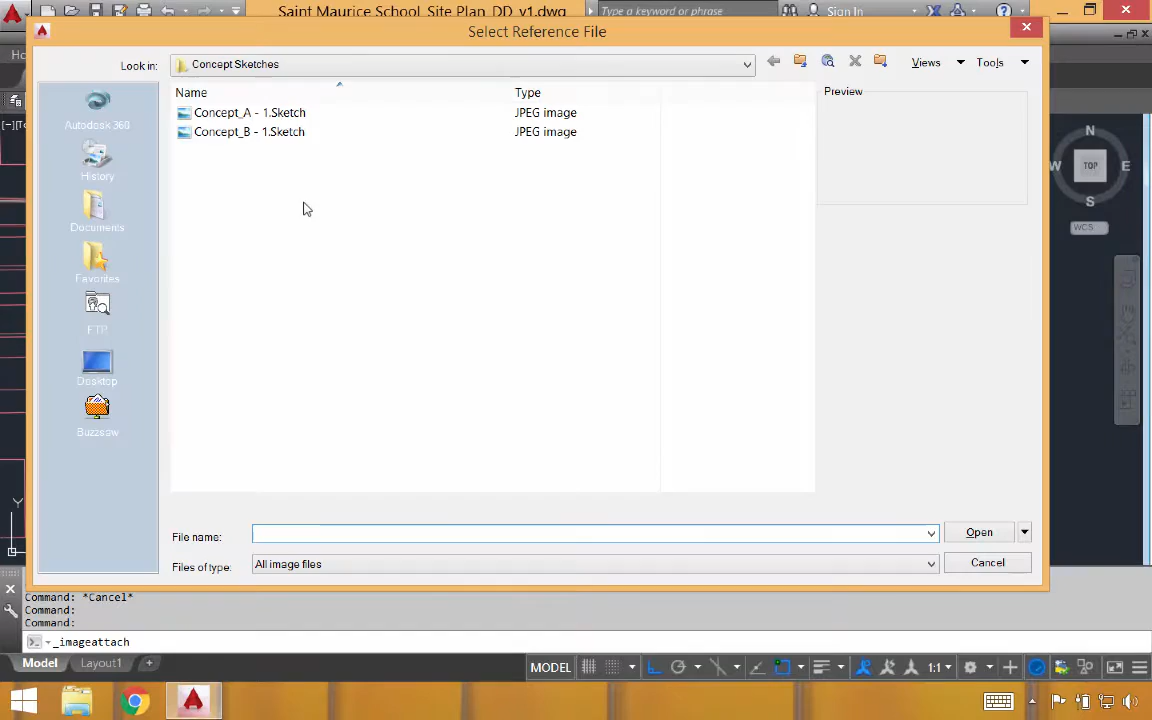 Saint Maurice School_Site Plan_DD_v1.dwg
Type a keyword or phrase
Sign In
Select Reference File
Look in:
Concept Sketches
Views
Tools
Name
Type
Preview
Concept_A - 1.Sketch
JPEG image
Concept_B - 1.Sketch
JPEG image
Autodesk 360
History
Documents
Favorites
FTP
Desktop
Buzzsaw
N
W
TOP
E
S
WCS
Y
File name:
Open
Files of type:
All image files
Cancel
Command: *Cancel*
Command:
Command:
_imageattach
Model
Layout1
+
MODEL
1:1